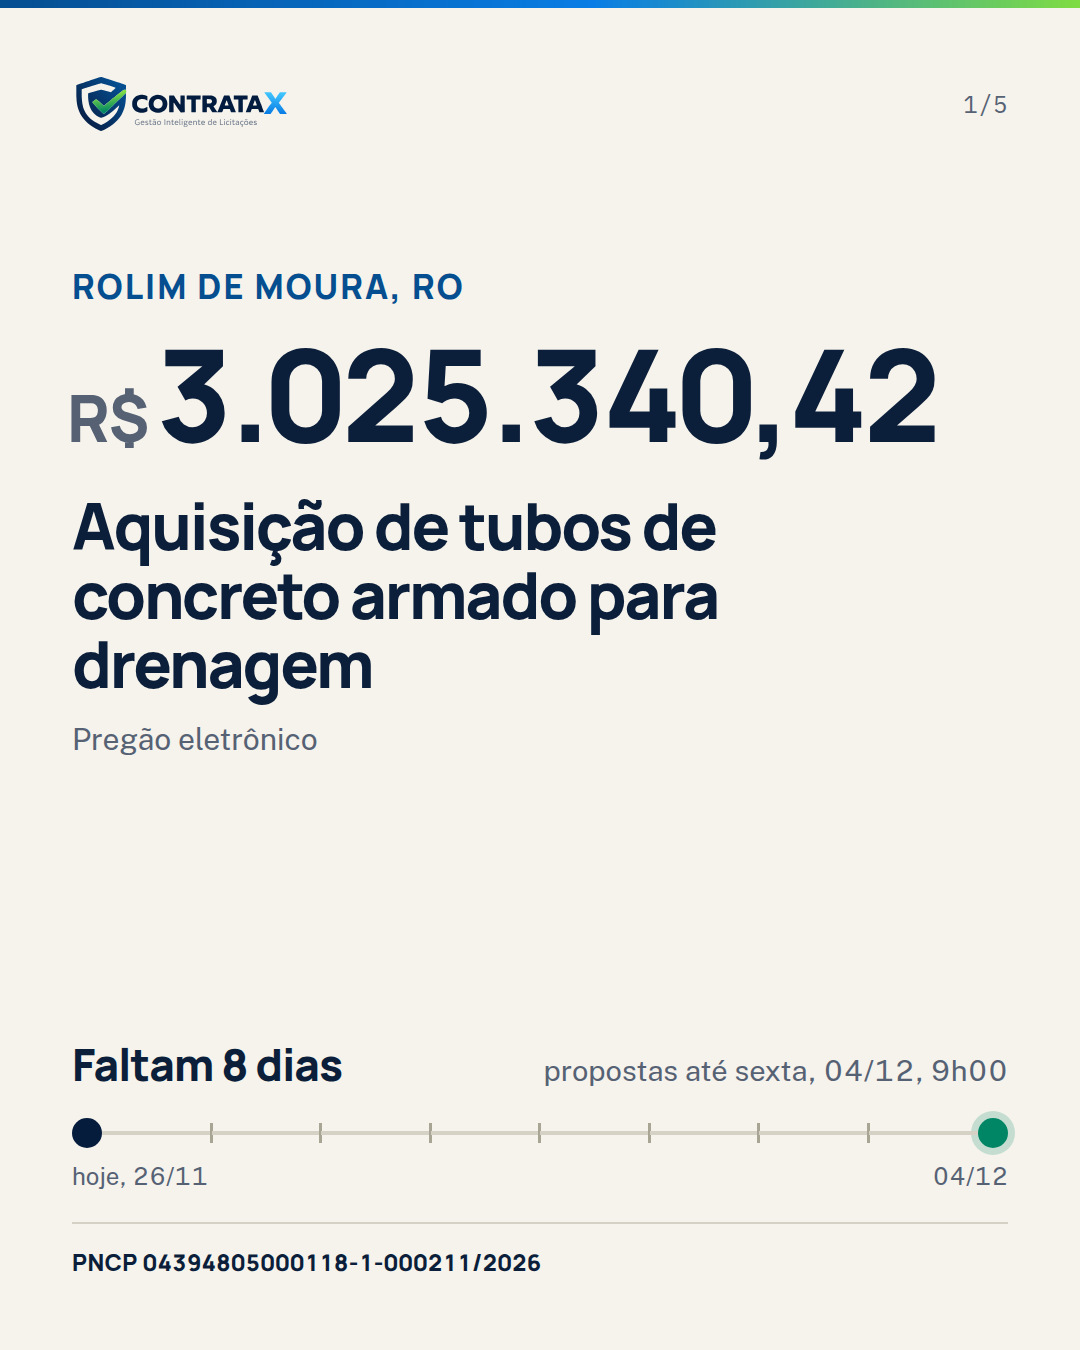 CONTRATAX
Gestão Inteligente de Licitações
1/5
ROLIM DE MOURA, RO
R$ 3.025.340,42
Aquisição de tubos de
concreto armado para
drenagem
Pregão eletrônico
Faltam 8 dias
propostas até sexta, 04/12, 9h00
hoje, 26/11
04/12
PNCP 04394805000118-1-000211/2026